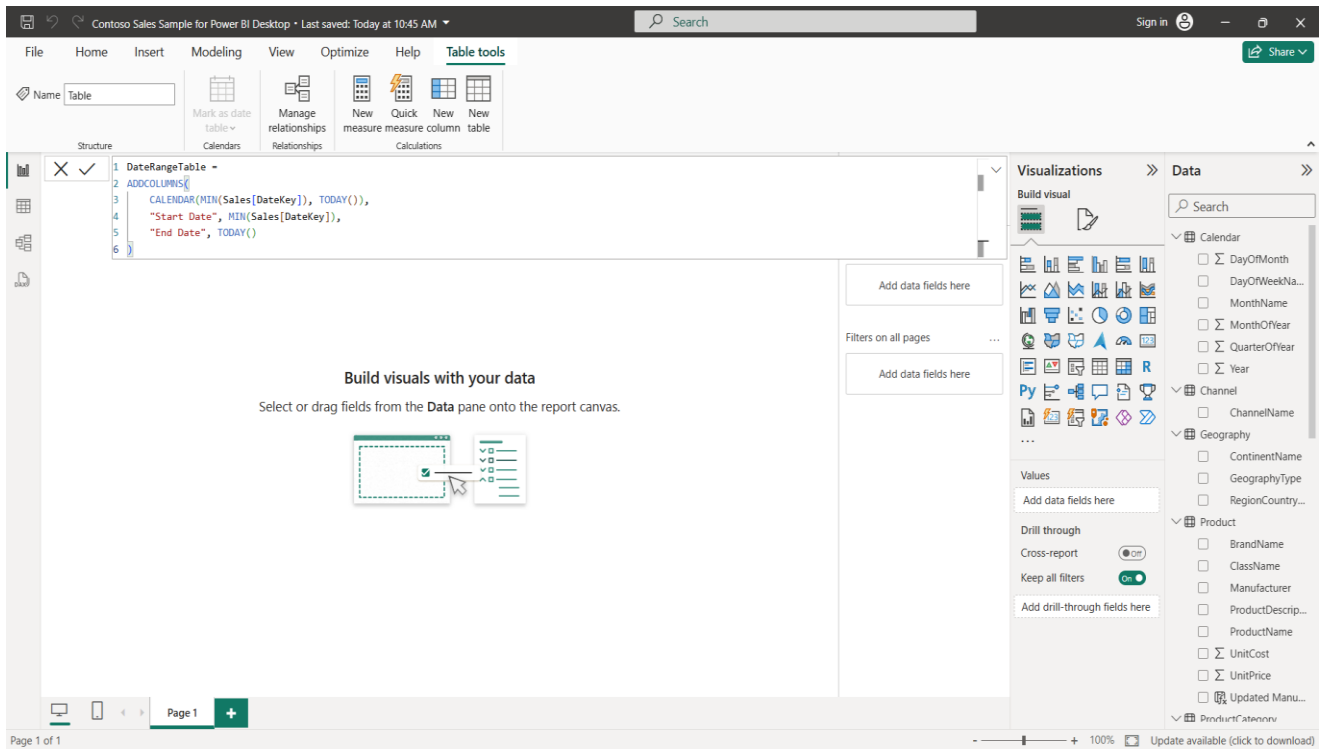 Contoso Sales Sample for Power BI Desktop • Last saved: Today at 10:45 AM
Search
Sign in
File Home Insert Modeling View Optimize Help Table tools
Share
Name Table
Mark as date table
Manage relationships
New measure
Quick measure
New column
New table
Structure
Calendars
Relationships
Calculations
1 DateRangeTable =
2 ADDCOLUMNS(
3 CALENDAR(MIN(Sales[DateKey]), TODAY()),
4 "Start Date", MIN(Sales[DateKey]),
5 "End Date", TODAY()
6 )
Build visuals with your data
Select or drag fields from the Data pane onto the report canvas.
Add data fields here
Filters on all pages ...
Add data fields here
Visualizations
Build visual
123
R
Py
...
Values
Add data fields here
Drill through
Cross-report Off
Keep all filters On
Add drill-through fields here
Data
Search
Calendar
DayOfMonth
DayOfWeekNa...
MonthName
MonthOfYear
QuarterOfYear
Year
Channel
ChannelName
Geography
ContinentName
GeographyType
RegionCountry...
Product
BrandName
ClassName
Manufacturer
ProductDescrip...
ProductName
UnitCost
UnitPrice
Updated Manu...
ProductCategory
Page 1
Page 1 of 1
- + 100%
Update available (click to download)